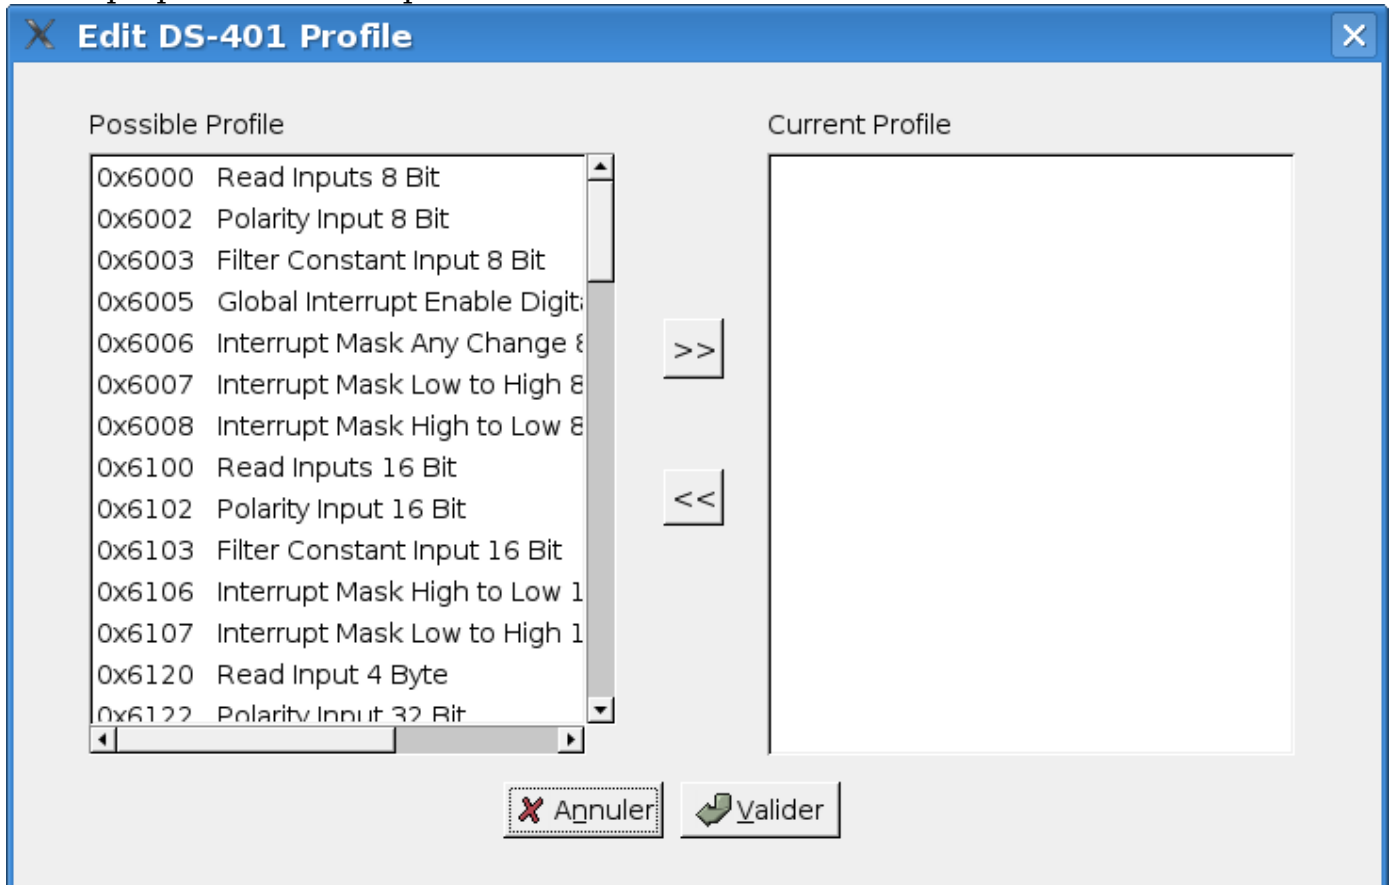 Edit DS-401 Profile
Possible Profile
Current Profile
0x6000 Read Inputs 8 Bit
0x6002 Polarity Input 8 Bit
0x6003 Filter Constant Input 8 Bit
0x6005 Global Interrupt Enable
0x6006 Interrupt Mask Any Change
0x6007 Interrupt Mask Low to High 8
0x6008 Interrupt Mask High to Low 8
0x6100 Read Inputs 16 Bit
0x6102 Polarity Input 16 Bit
0x6103 Filter Constant Input 16 Bit
0x6106 Interrupt Mask High to Low 1
0x6107 Interrupt Mask Low to High 1
0x6120 Read Input 4 Byte
0x6122 Polarity Input 32 Bit
>>
<<
Annuler
Valider